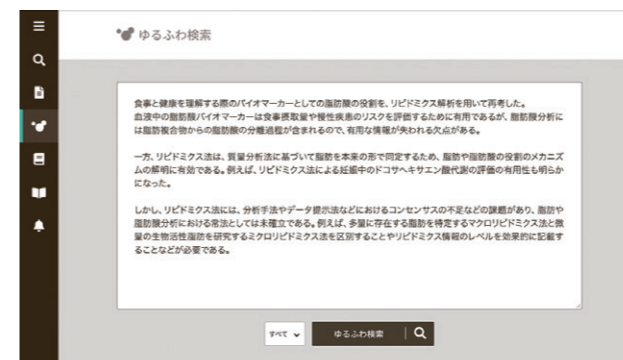 ゆるふわ検索
食事と健康を理解する際のバイオマーカーとしての脂肪酸の役割を、リピドミクス解析を用いて再考した。
血液中の脂肪酸バイオマーカーは食事摂取量や慢性疾患のリスクを評価するために有用であるが、脂肪酸分析に
は脂肪複合物からの脂肪酸の分離過程が含まれるので、有用な情報が失われる欠点がある。
一方、リピドミクス法は、質量分析法に基づいて脂肪を本来の形で同定するため、脂肪や脂肪酸の役割のメカニズ
ムの解明に有効である。例えば、リピドミクス法による妊娠中のドコサヘキサエン酸代謝の評価の有用性も明らか
になった。
しかし、リピドミクス法には、分析手法やデータ提示法などにおけるコンセンサスの不足などの課題があり、脂肪や
脂肪酸分析における常法としては未確立である。例えば、多量に存在する脂肪を特定するマクロリピドミクス法と微
量の生物活性脂肪を研究するミクロリピドミクス法を区別することやリピドミクス情報のレベルを効果的に記載す
ることなどが必要である。
すべて ゆるふわ検索